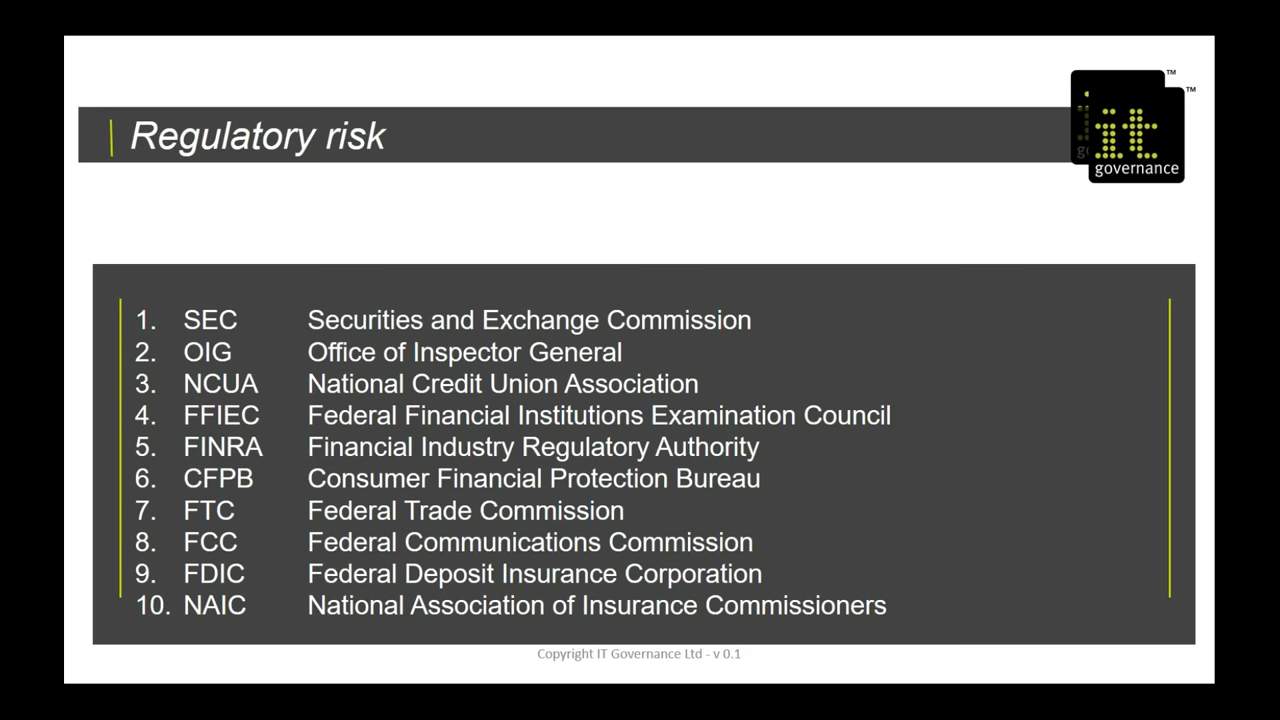 Regulatory risk
TM
TM
it
governance
1. SEC Securities and Exchange Commission
2. OIG Office of Inspector General
3. NCUA National Credit Union Association
4. FFIEC Federal Financial Institutions Examination Council
5. FINRA Financial Industry Regulatory Authority
6. CFPB Consumer Financial Protection Bureau
7. FTC Federal Trade Commission
8. FCC Federal Communications Commission
9. FDIC Federal Deposit Insurance Corporation
10. NAIC National Association of Insurance Commissioners
Copyright IT Governance Ltd - v 0.1